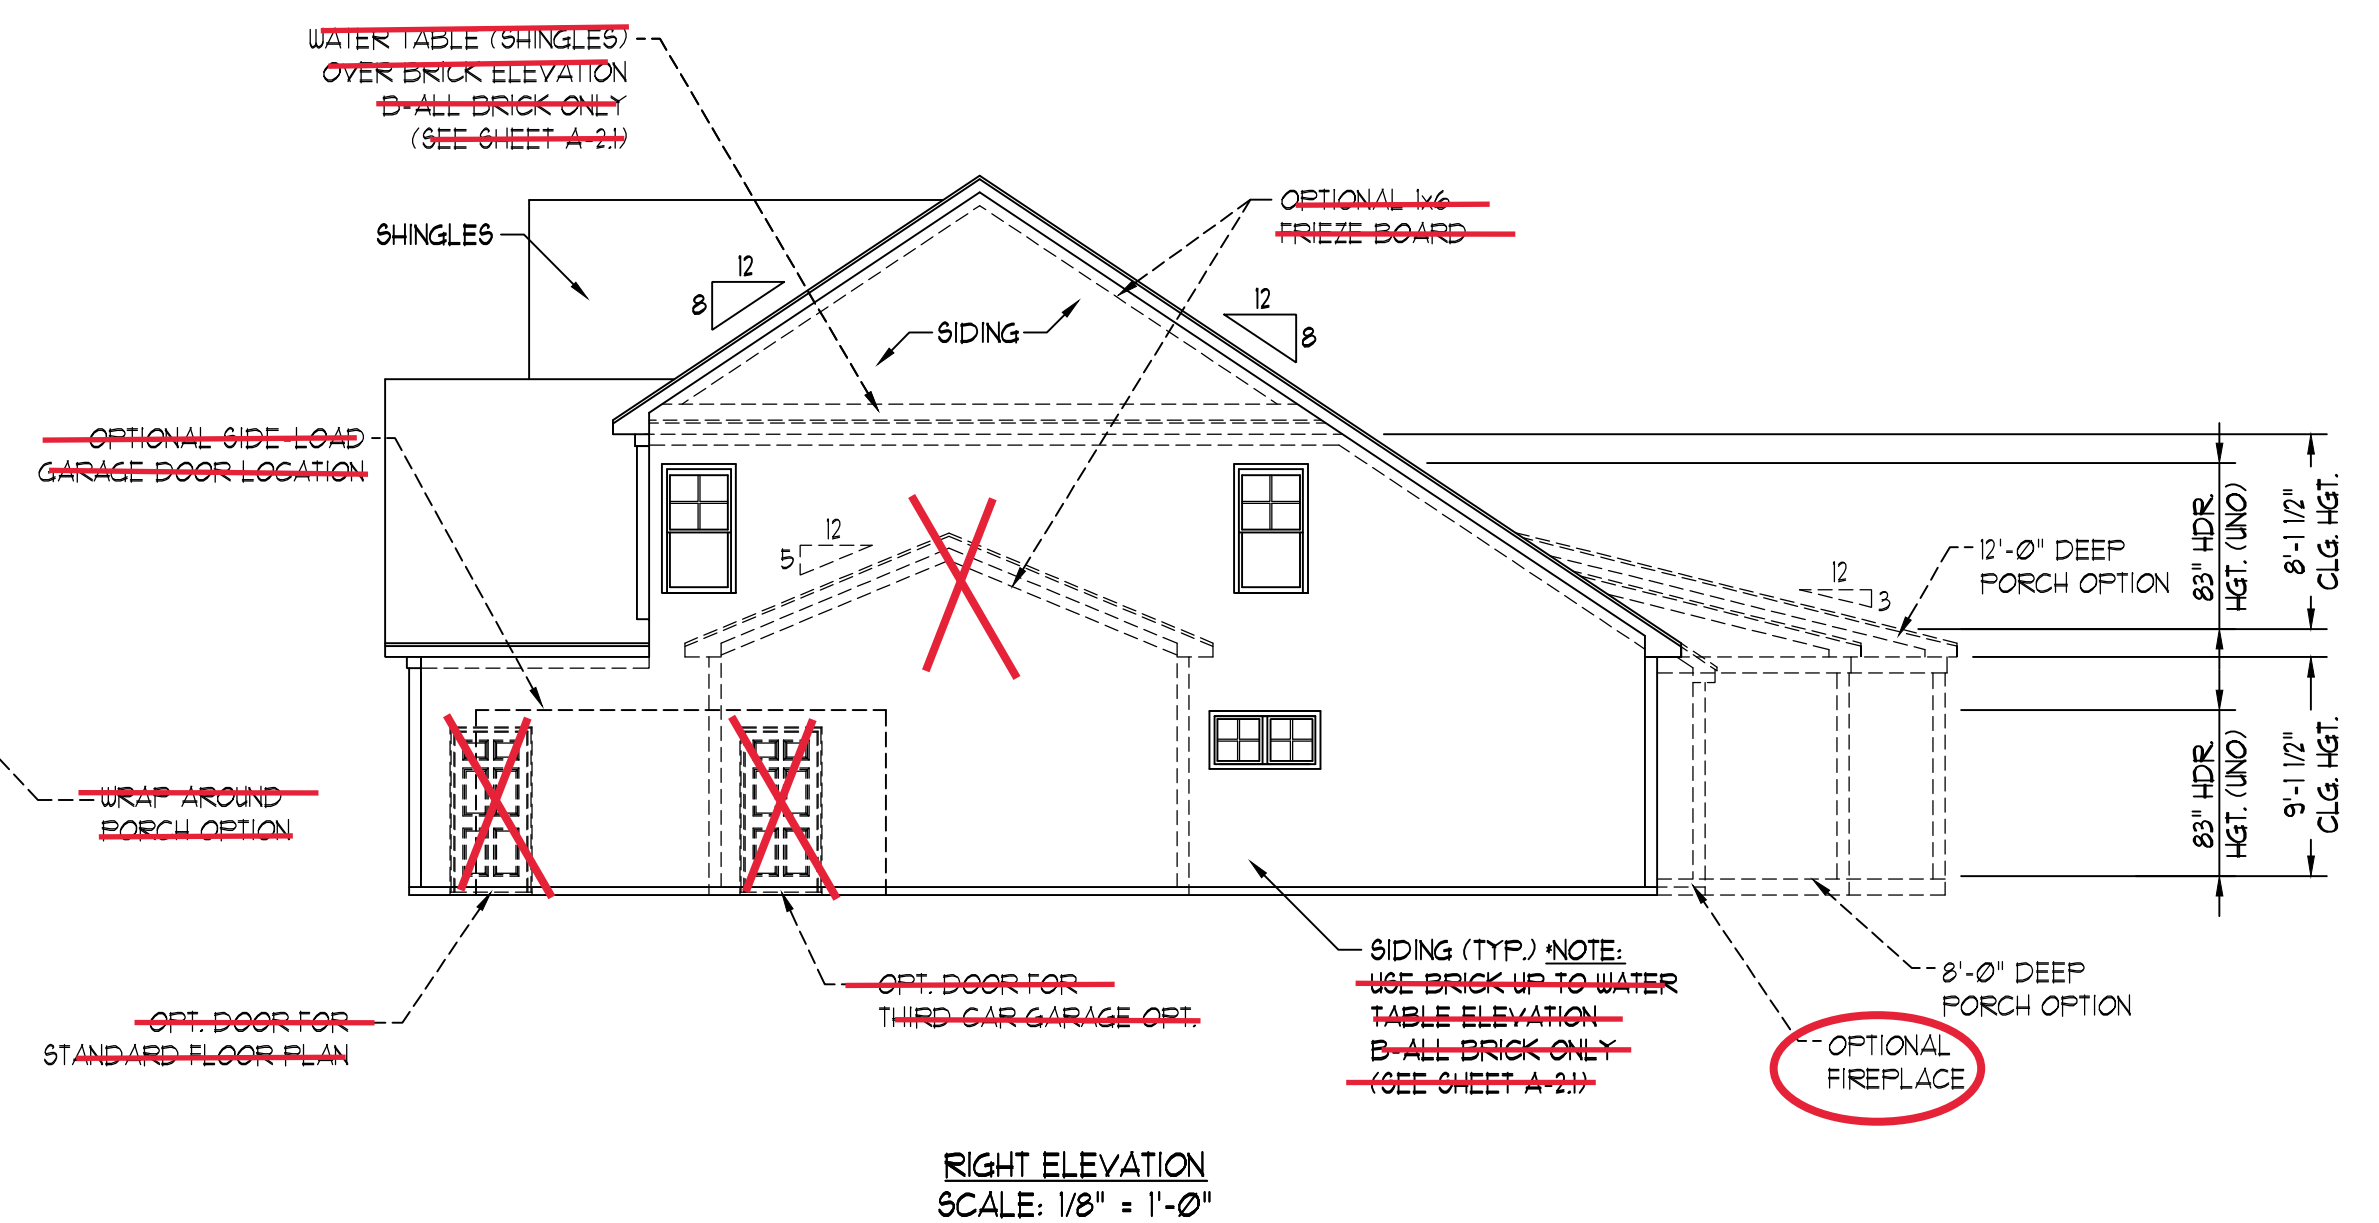 WATER TABLE (SHINGLES)
OVER BRICK ELEVATION
B-ALL BRICK ONLY
(SEE SHEET A-2.1)
OPTIONAL 1x6
FRIEZE BOARD
SHINGLES
12
8
12
8
SIDING
OPTIONAL SIDE-LOAD
GARAGE DOOR LOCATION
12
5
12'-0" DEEP
PORCH OPTION
12
3
83" HDR.
HGT. (UNO)
8'-1 1/2"
CLG. HGT.
83" HDR.
HGT. (UNO)
9'-1 1/2"
CLG. HGT.
WRAP AROUND
PORCH OPTION
OPT. DOOR FOR
STANDARD FLOOR PLAN
OPT. DOOR FOR
THIRD CAR GARAGE OPT.
SIDING (TYP.) *NOTE:
USE BRICK UP TO WATER
TABLE ELEVATION
B-ALL BRICK ONLY
(SEE SHEET A-2.1)
8'-0" DEEP
PORCH OPTION
OPTIONAL
FIREPLACE
RIGHT ELEVATION
SCALE: 1/8" = 1'-0"